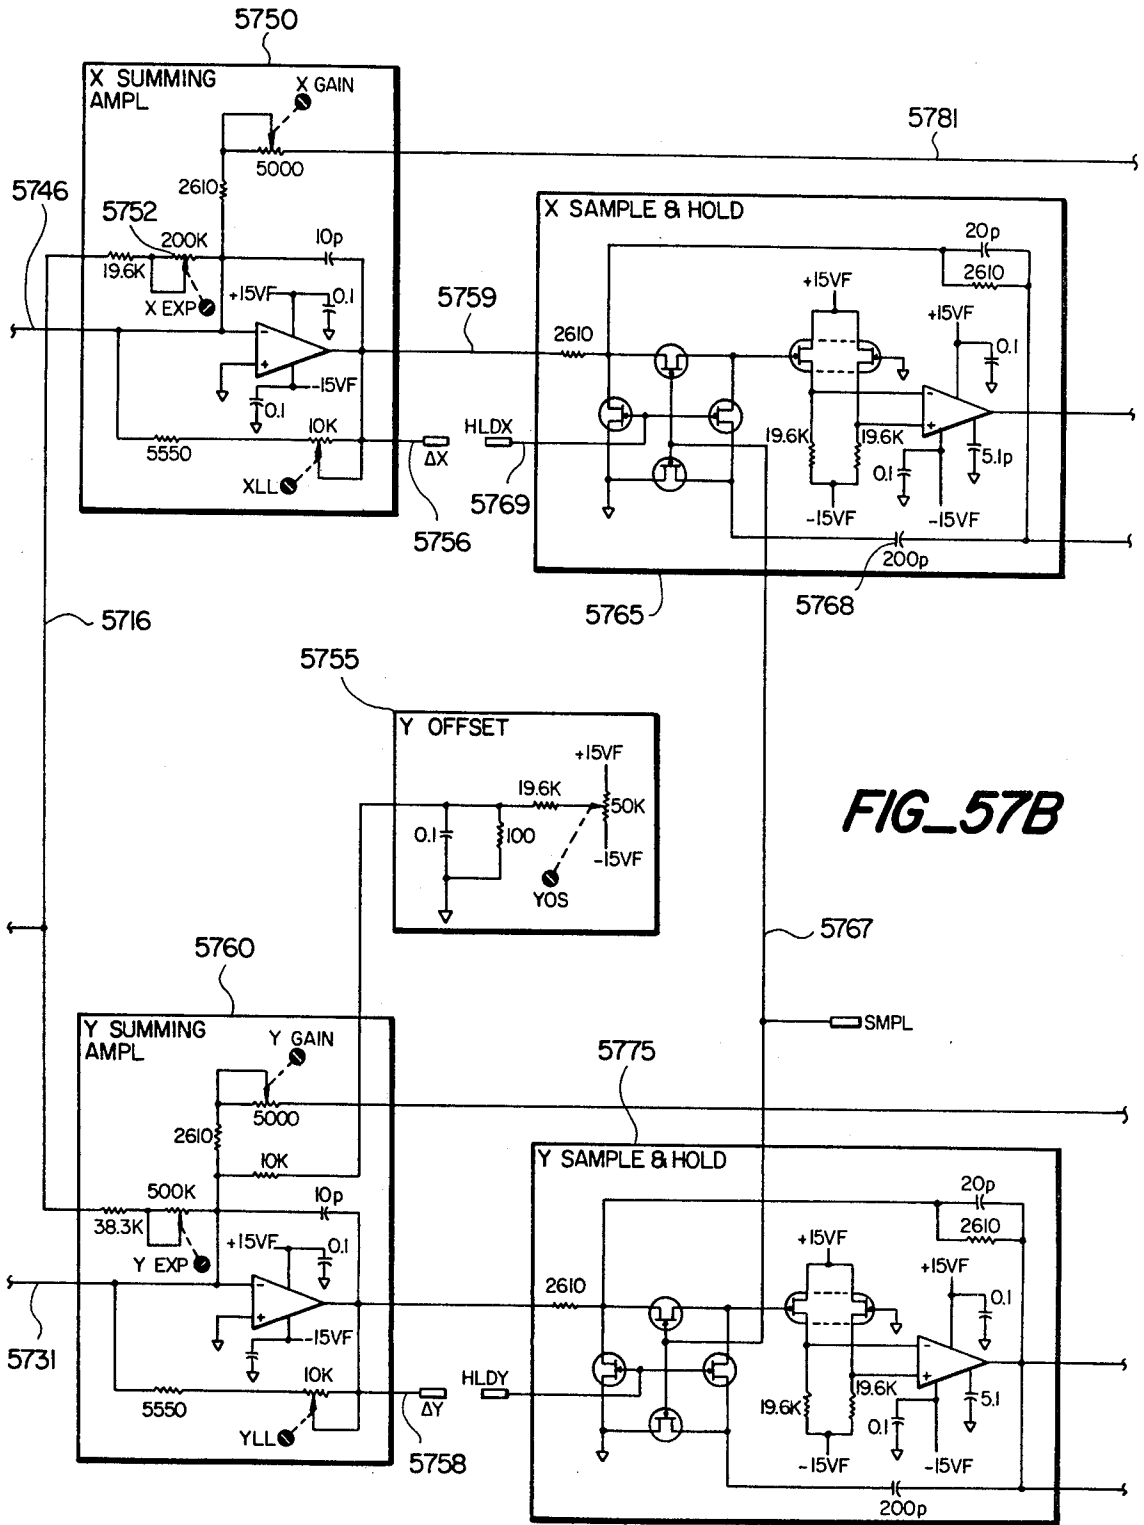 5750
X SUMMING
AMPL
X GAIN
5000
2610
5781
5746
5752
200K
19.6K
X EXP
10p
+15VF
0.1
-15VF
0.1
5550
10K
XLL
ΔX
5756
5759
HLDX
5769
X SAMPLE & HOLD
2610
20p
2610
+15VF
+15VF
0.1
19.6K
19.6K
0.1
5.1p
-15VF
-15VF
200p
5765
5768
5716
5755
Y OFFSET
+15VF
19.6K
50K
0.1
100
-15VF
YOS
FIG_57B
5767
SMPL
5760
Y SUMMING
AMPL
Y GAIN
5000
2610
10K
500K
38.3K
Y EXP
10p
+15VF
0.1
-15VF
5731
5550
10K
YLL
ΔY
5758
HLDY
5775
Y SAMPLE & HOLD
2610
20p
2610
+15VF
+15VF
0.1
19.6K
19.6K
0.1
5.1
-15VF
-15VF
200p